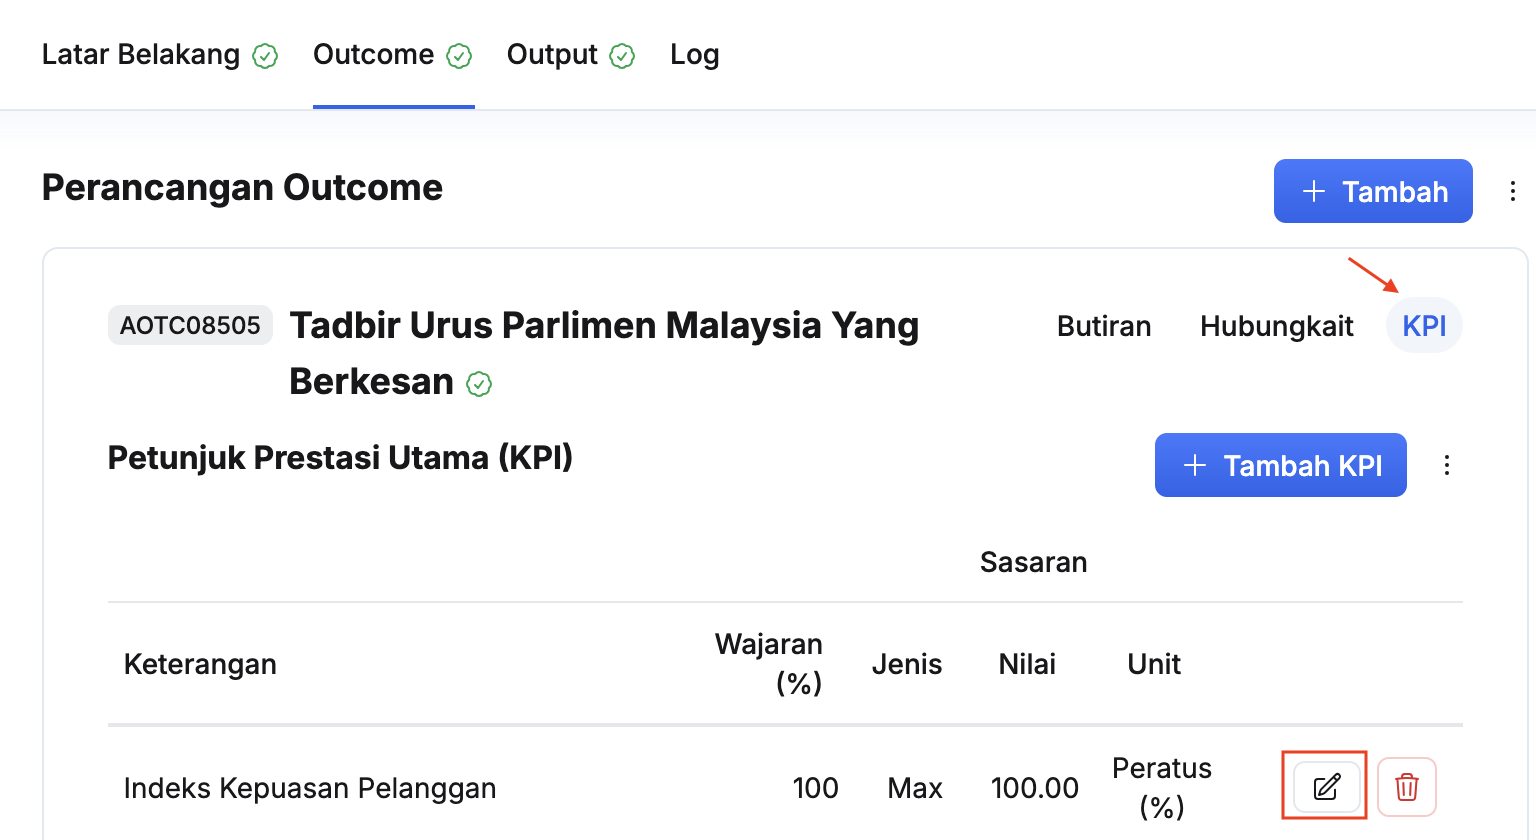 Latar Belakang Outcome Output Log
Perancangan Outcome
+ Tambah
AOTC08505 Tadbir Urus Parlimen Malaysia Yang
Berkesan
Butiran Hubungkait KPI
Petunjuk Prestasi Utama (KPI)
+ Tambah KPI
Sasaran
Keterangan Wajaran (%) Jenis Nilai Unit
Indeks Kepuasan Pelanggan 100 Max 100.00 Peratus (%)